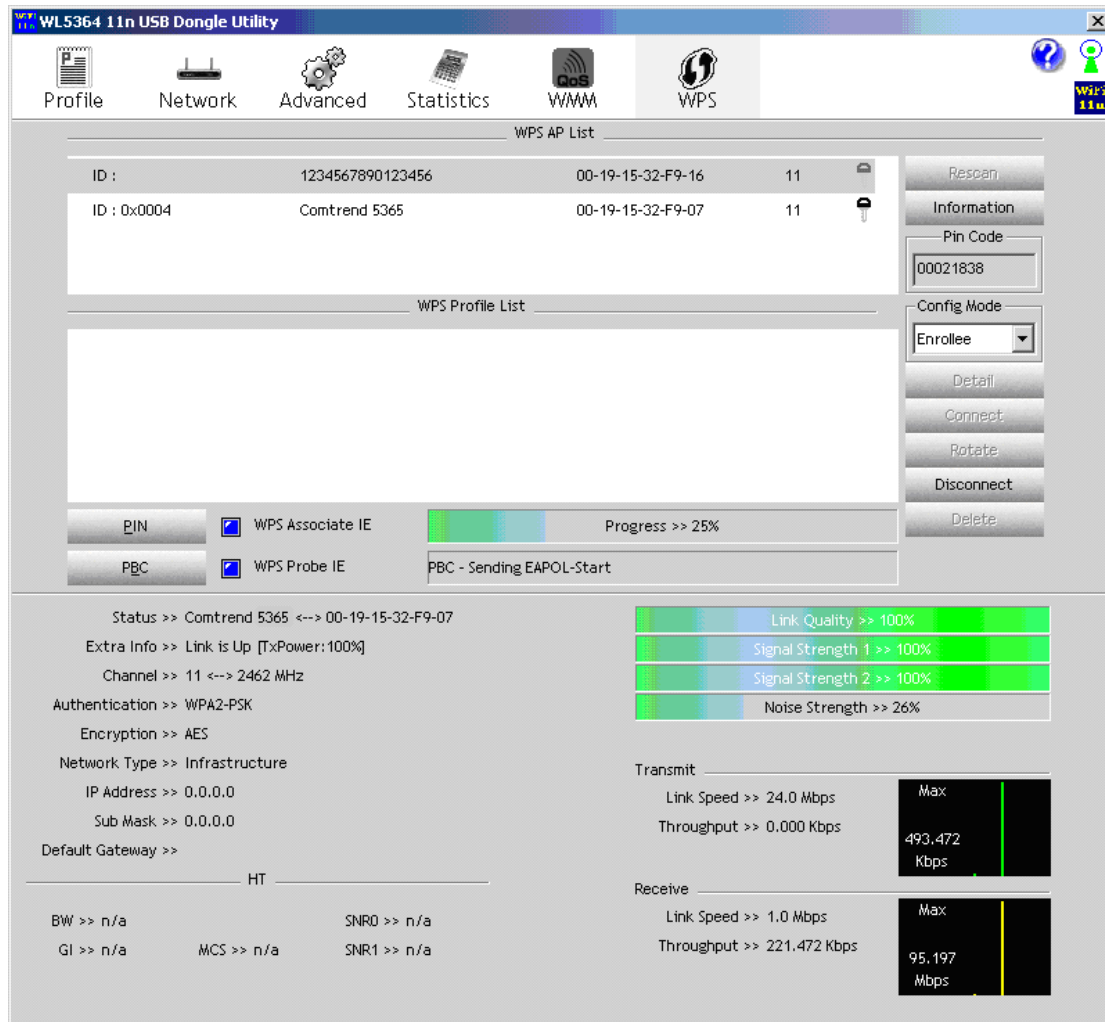 WL5364 11n USB Dongle Utility
Profile Network Advanced Statistics QoS WMM WPS
WiFi 11n
WPS AP List
ID : 1234567890123456 00-19-15-32-F9-16 11
ID : 0x0004 Comtrend 5365 00-19-15-32-F9-07 11
Rescan
Information
Pin Code
00021838
WPS Profile List
Config Mode
Enrollee
Detail
Connect
Rotate
Disconnect
Delete
PIN WPS Associate IE Progress >> 25%
PBC WPS Probe IE PBC - Sending EAPOL-Start
Status >> Comtrend 5365 <--> 00-19-15-32-F9-07
Extra Info >> Link is Up [TxPower:100%]
Channel >> 11 <--> 2462 MHz
Authentication >> WPA2-PSK
Encryption >> AES
Network Type >> Infrastructure
IP Address >> 0.0.0.0
Sub Mask >> 0.0.0.0
Default Gateway >>
HT
BW >> n/a SNR0 >> n/a
GI >> n/a MCS >> n/a SNR1 >> n/a
Link Quality >> 100%
Signal Strength 1 >> 100%
Signal Strength 2 >> 100%
Noise Strength >> 26%
Transmit
Link Speed >> 24.0 Mbps
Throughput >> 0.000 Kbps
Max
493.472
Kbps
Receive
Link Speed >> 1.0 Mbps
Throughput >> 221.472 Kbps
Max
95.197
Mbps